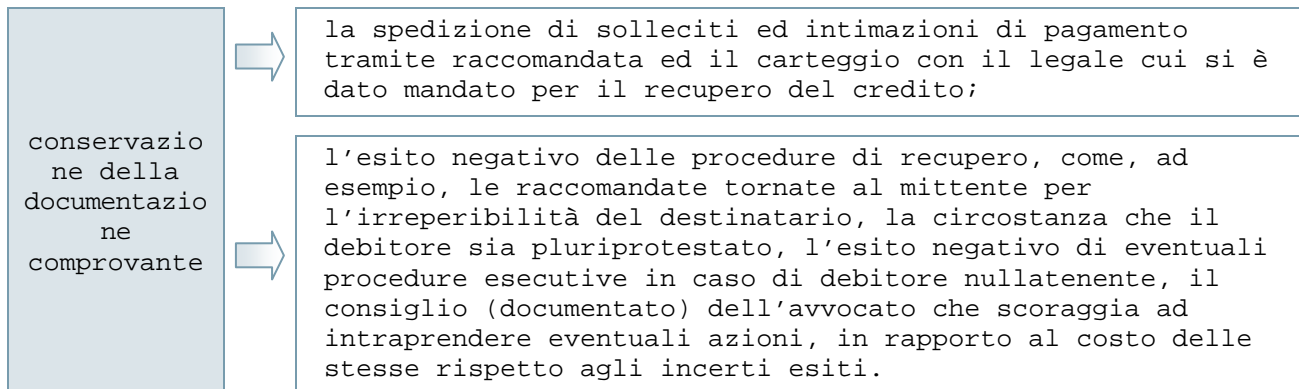 conservazio
ne della
documentazio
ne
comprovante
la spedizione di solleciti ed intimazioni di pagamento
tramite raccomandata ed il carteggio con il legale cui si è
dato mandato per il recupero del credito;
l'esito negativo delle procedure di recupero, come, ad
esempio, le raccomandate tornate al mittente per
l'irreperibilità del destinatario, la circostanza che il
debitore sia pluriprotestato, l'esito negativo di eventuali
procedure esecutive in caso di debitore nullatenente, il
consiglio (documentato) dell'avvocato che scoraggia ad
intraprendere eventuali azioni, in rapporto al costo delle
stesse rispetto agli incerti esiti.